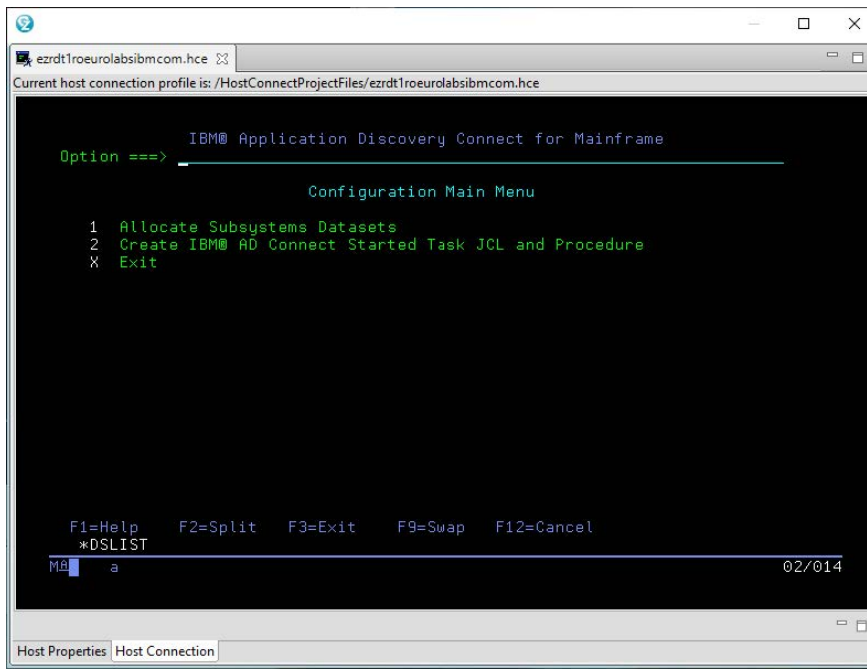 ezrdt1roeurolabsibmcom.hce
Current host connection profile is: /HostConnectProjectFiles/ezrdt1roeurolabsibmcom.hce
IBM@ Application Discovery Connect for Mainframe
Option ===>
Configuration Main Menu
1 Allocate Subsystems Datasets
2 Create IBM@ AD Connect Started Task JCL and Procedure
X Exit
F1=Help F2=Split F3=Exit F9=Swap F12=Cancel
*DSLIST
MA a 02/014
Host Properties Host Connection